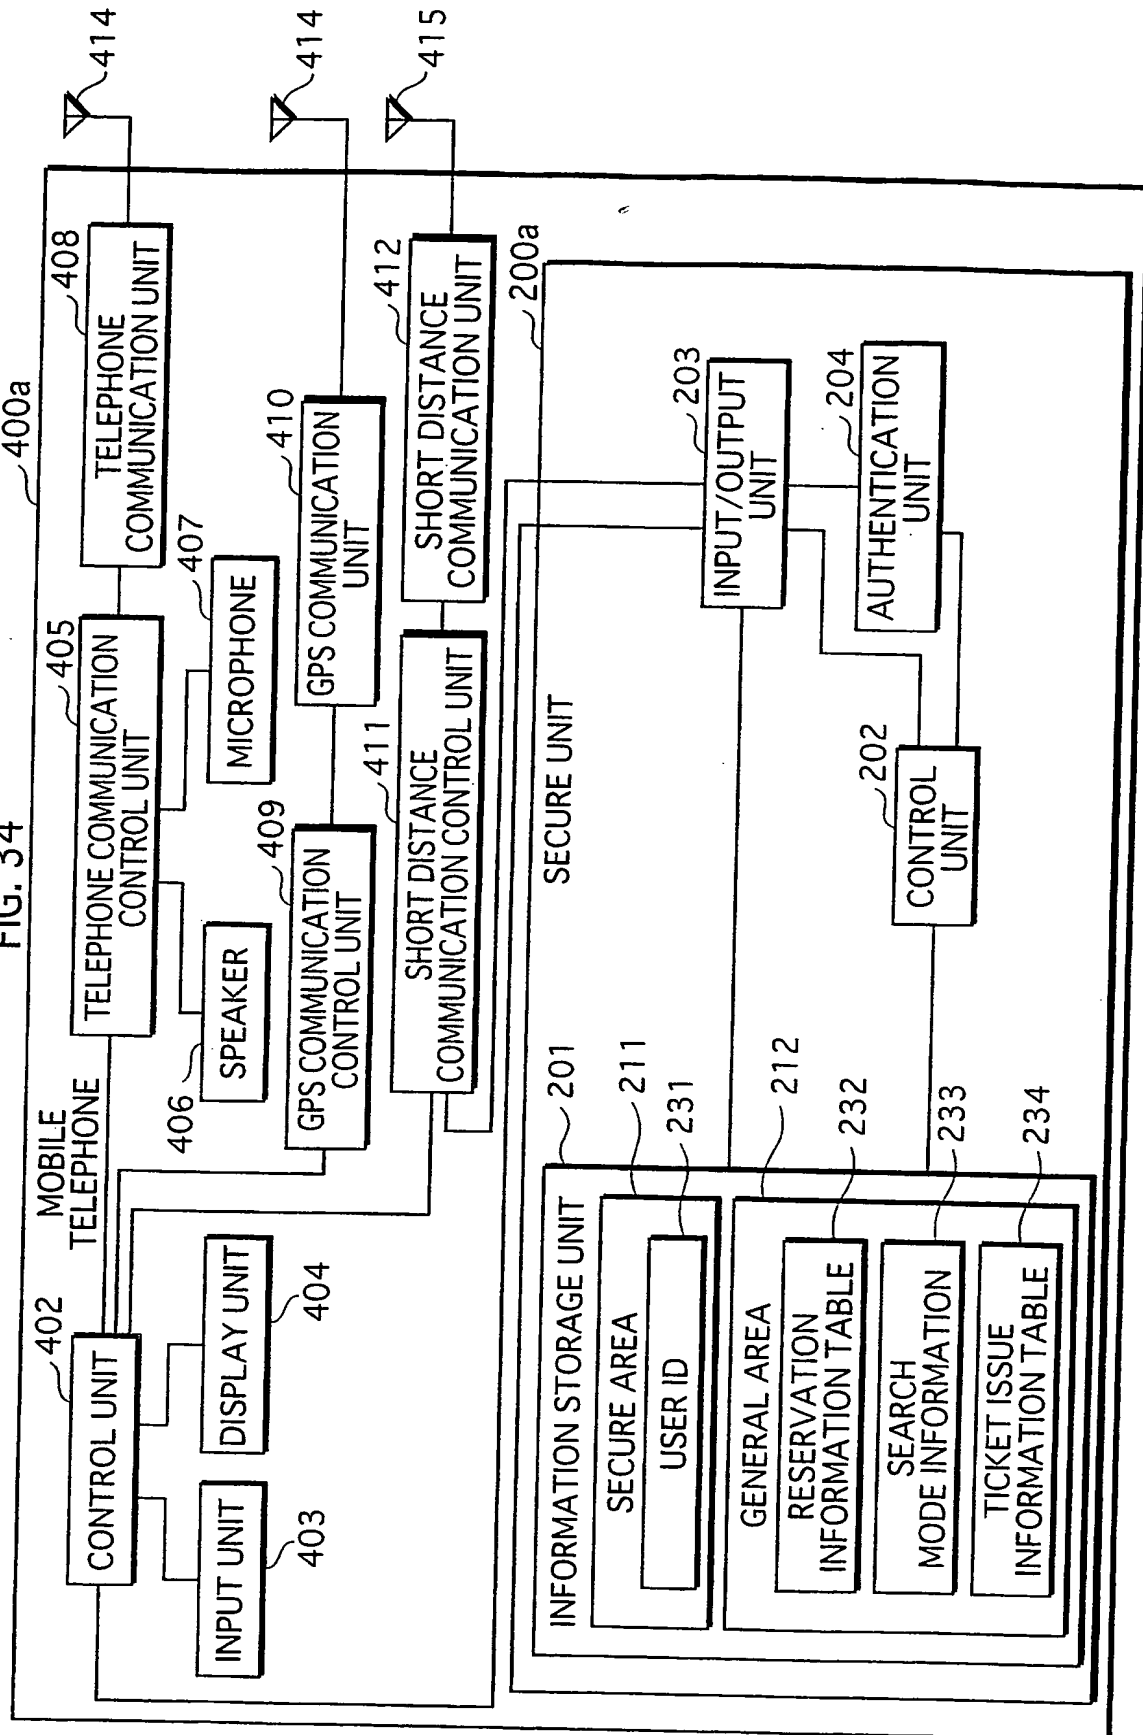 FIG. 34
400a
MOBILE
TELEPHONE
402
CONTROL UNIT
INPUT UNIT
403
DISPLAY UNIT
404
405
TELEPHONE COMMUNICATION
CONTROL UNIT
406
SPEAKER
407
MICROPHONE
408
TELEPHONE
COMMUNICATION UNIT
414
409
GPS COMMUNICATION
CONTROL UNIT
410
GPS COMMUNICATION
UNIT
414
411
SHORT DISTANCE
COMMUNICATION CONTROL UNIT
412
SHORT DISTANCE
COMMUNICATION UNIT
415
200a
SECURE UNIT
201
INFORMATION STORAGE UNIT
211
SECURE AREA
231
USER ID
212
GENERAL AREA
232
RESERVATION
INFORMATION TABLE
233
SEARCH
MODE INFORMATION
234
TICKET ISSUE
INFORMATION TABLE
202
CONTROL
UNIT
203
INPUT/OUTPUT
UNIT
204
AUTHENTICATION
UNIT